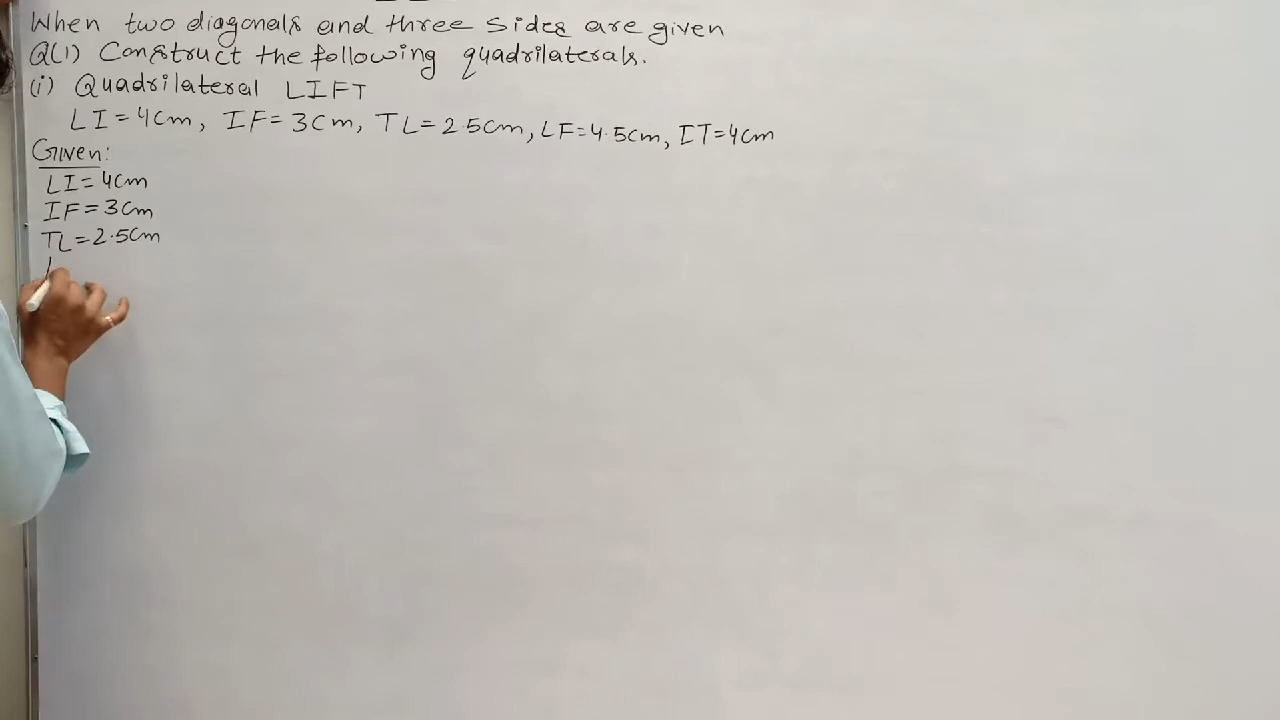 When two diagonals and three sides are given
Q(1) Construct the following quadrilaterals.
(i) Quadrilateral LIFT
LI=4cm, IF=3cm, TL=2.5cm, LF=4.5cm, IT=4cm
Given:
LI=4cm
IF=3cm
TL=2.5cm